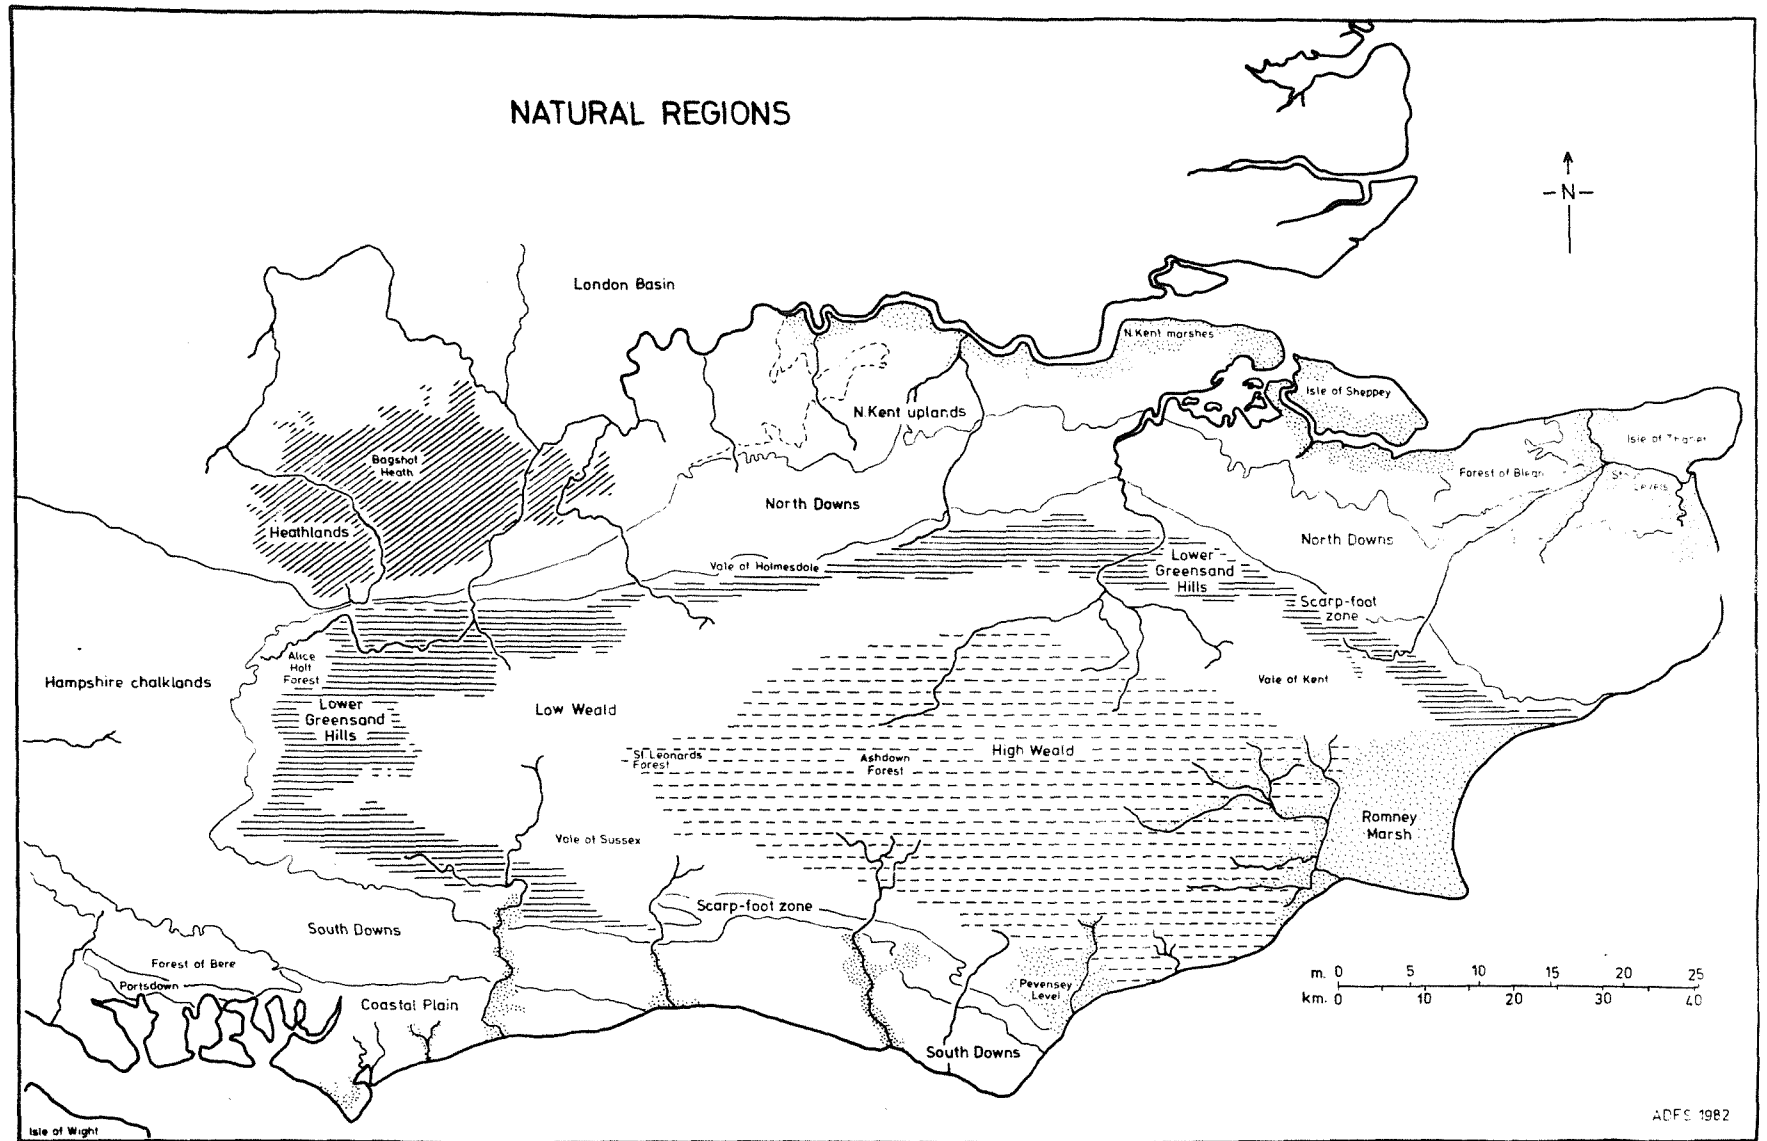 NATURAL REGIONS
-N-
London Basin
N.Kent marshes
Isle of Sheppey
N.Kent uplands
Isle of
Bagshot
Heath
Forest of Blean
North Downs
Heathlands
North Downs
Vale of Holmesdale
Lower
Greensand
Hills
Scarp-foot
zone
Alice
Holt
Forest
Hampshire chalklands
Vale of Kent
Lower
Greensand
Hills
Low Weald
St Leonards
Forest
Ashdown
Forest
High Weald
Romney
Marsh
Vale of Sussex
Scarp-foot zone
South Downs
Forest of Bere
Portsdown
Coastal Plain
Pevensey
Level
South Downs
m. 0 5 10 15 20 25
km. 0 10 20 30 40
Isle of Wight
1982